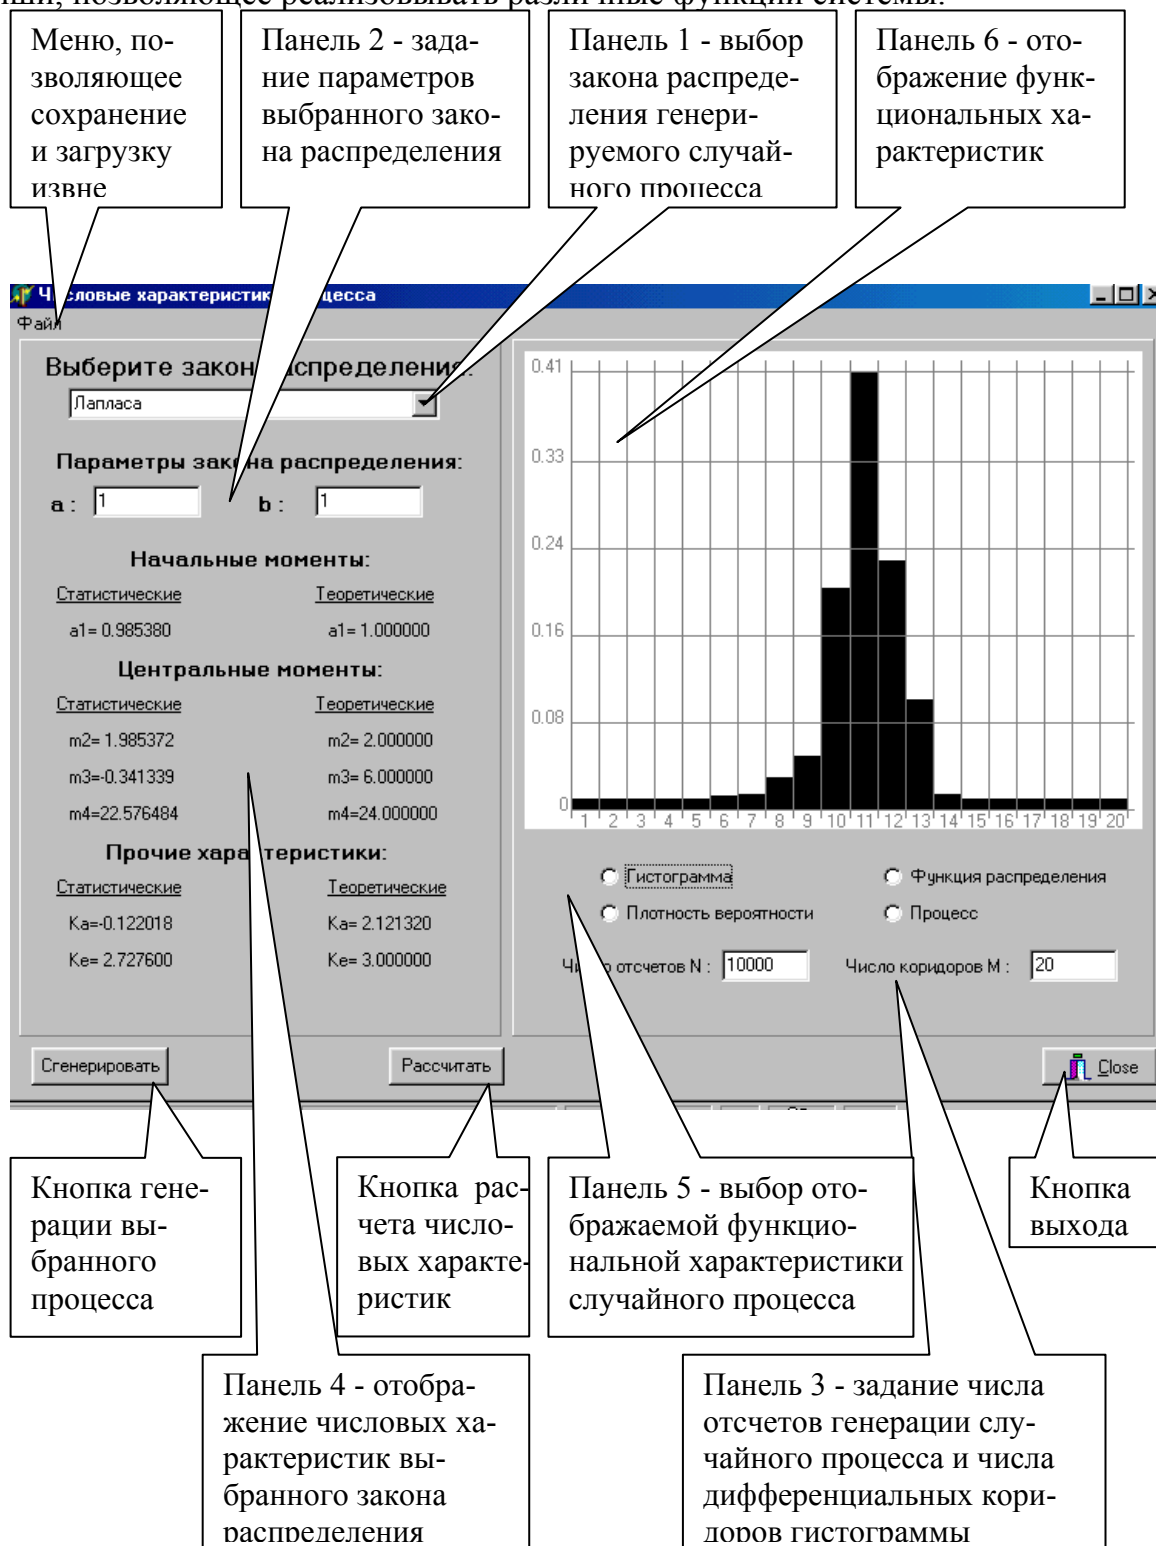 позволяющее реализовывать различные функции системы.
Меню, по-
зволяющее
сохранение
и загрузку
извне
Панель 2 - зада-
ние параметров
выбранного зако-
на распределения
Панель 1 - выбор
закона распреде-
ления генери-
руемого случай-
ного процесса
Панель 6 - ото-
бражение функ-
циональных ха-
рактеристик
Файл
Выберите закон
Лапласа
Параметры закона распределения:
a : 1 b : 1
Начальные моменты:
Статистические Теоретические
a1= 0.985380 a1= 1.000000
Центральные моменты:
Статистические Теоретические
m2= 1.985372 m2= 2.000000
m3=-0.341339 m3= 6.000000
m4=22.576484 m4=24.000000
Прочие характеристики:
Статистические Теоретические
Ka=-0.122018 Ka= 2.121320
Ke= 2.727600 Ke= 3.000000
0.41
0.33
0.24
0.16
0.08
0
1 2 3 4 5 6 7 8 9 10 11 12 13 14 15 16 17 18 19 20
Гистограмма Функция распределения
Плотность вероятности Процесс
Число отсчетов N : 10000 Число коридоров M : 20
Сгенерировать Рассчитать Close
Кнопка гене-
рации вы-
бранного
процесса
Кнопка рас-
чета число-
вых характе-
ристик
Панель 5 - выбор ото-
бражаемой функцио-
нальной характеристики
случайного процесса
Кнопка
выхода
Панель 4 - отобра-
жение числовых ха-
рактеристик вы-
бранного закона
распределения
Панель 3 - задание числа
отсчетов генерации слу-
чайного процесса и числа
дифференциальных кори-
доров гистограммы